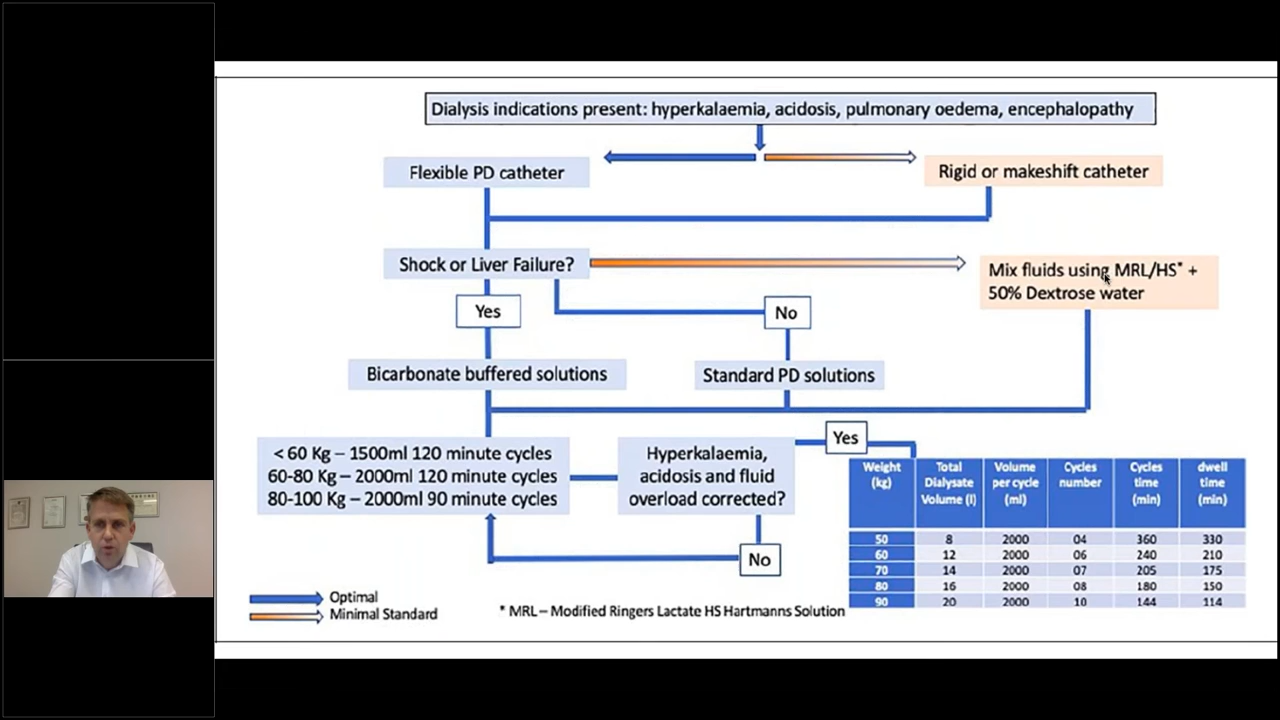 Dialysis indications present: hyperkalaemia, acidosis, pulmonary oedema, encephalopathy
Flexible PD catheter
Rigid or makeshift catheter
Shock or Liver Failure?
Mix fluids using MRL/HS* +
50% Dextrose water
Yes
No
Bicarbonate buffered solutions
Standard PD solutions
< 60 Kg – 1500ml 120 minute cycles
60-80 Kg – 2000ml 120 minute cycles
80-100 Kg – 2000ml 90 minute cycles
Hyperkalaemia,
acidosis and fluid
overload corrected?
Yes
No
Weight (kg) Total Dialysate Volume (l) Volume per cycle (ml) Cycles number Cycles time (min) dwell time (min)
50 8 2000 04 360 330
60 12 2000 06 240 210
70 14 2000 07 205 175
80 16 2000 08 180 150
90 20 2000 10 144 114
Optimal
Minimal Standard
* MRL – Modified Ringers Lactate HS Hartmanns Solution